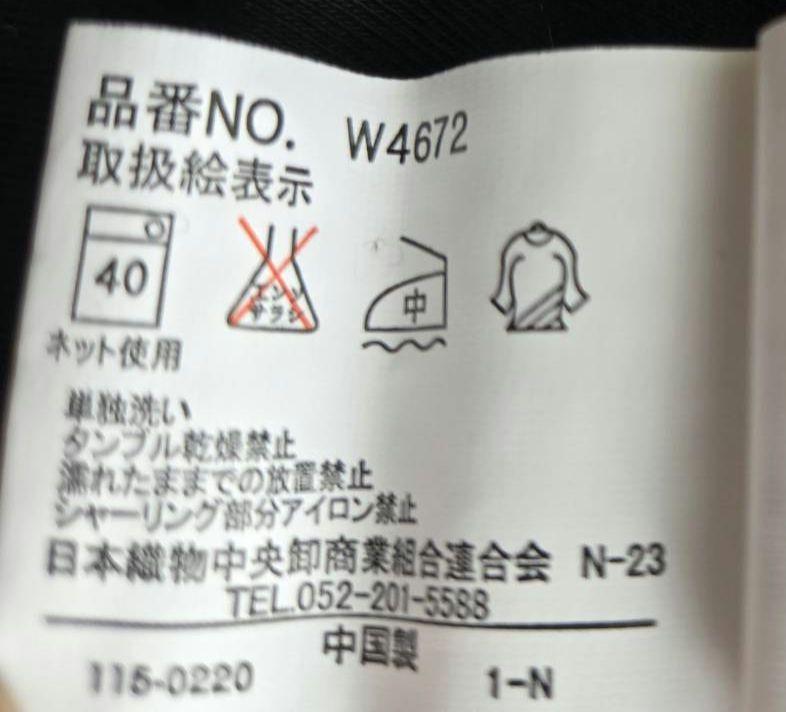 品番NO. W4672
取扱絵表示
40 エンソ サラシ 中
ネット使用
単独洗い
タンブル乾燥禁止
濡れたままでの放置禁止
シャーリング部分アイロン禁止
日本織物中央卸商業組合連合会 N-23
TEL.052-201-5588
中国製
115-0220 1-N